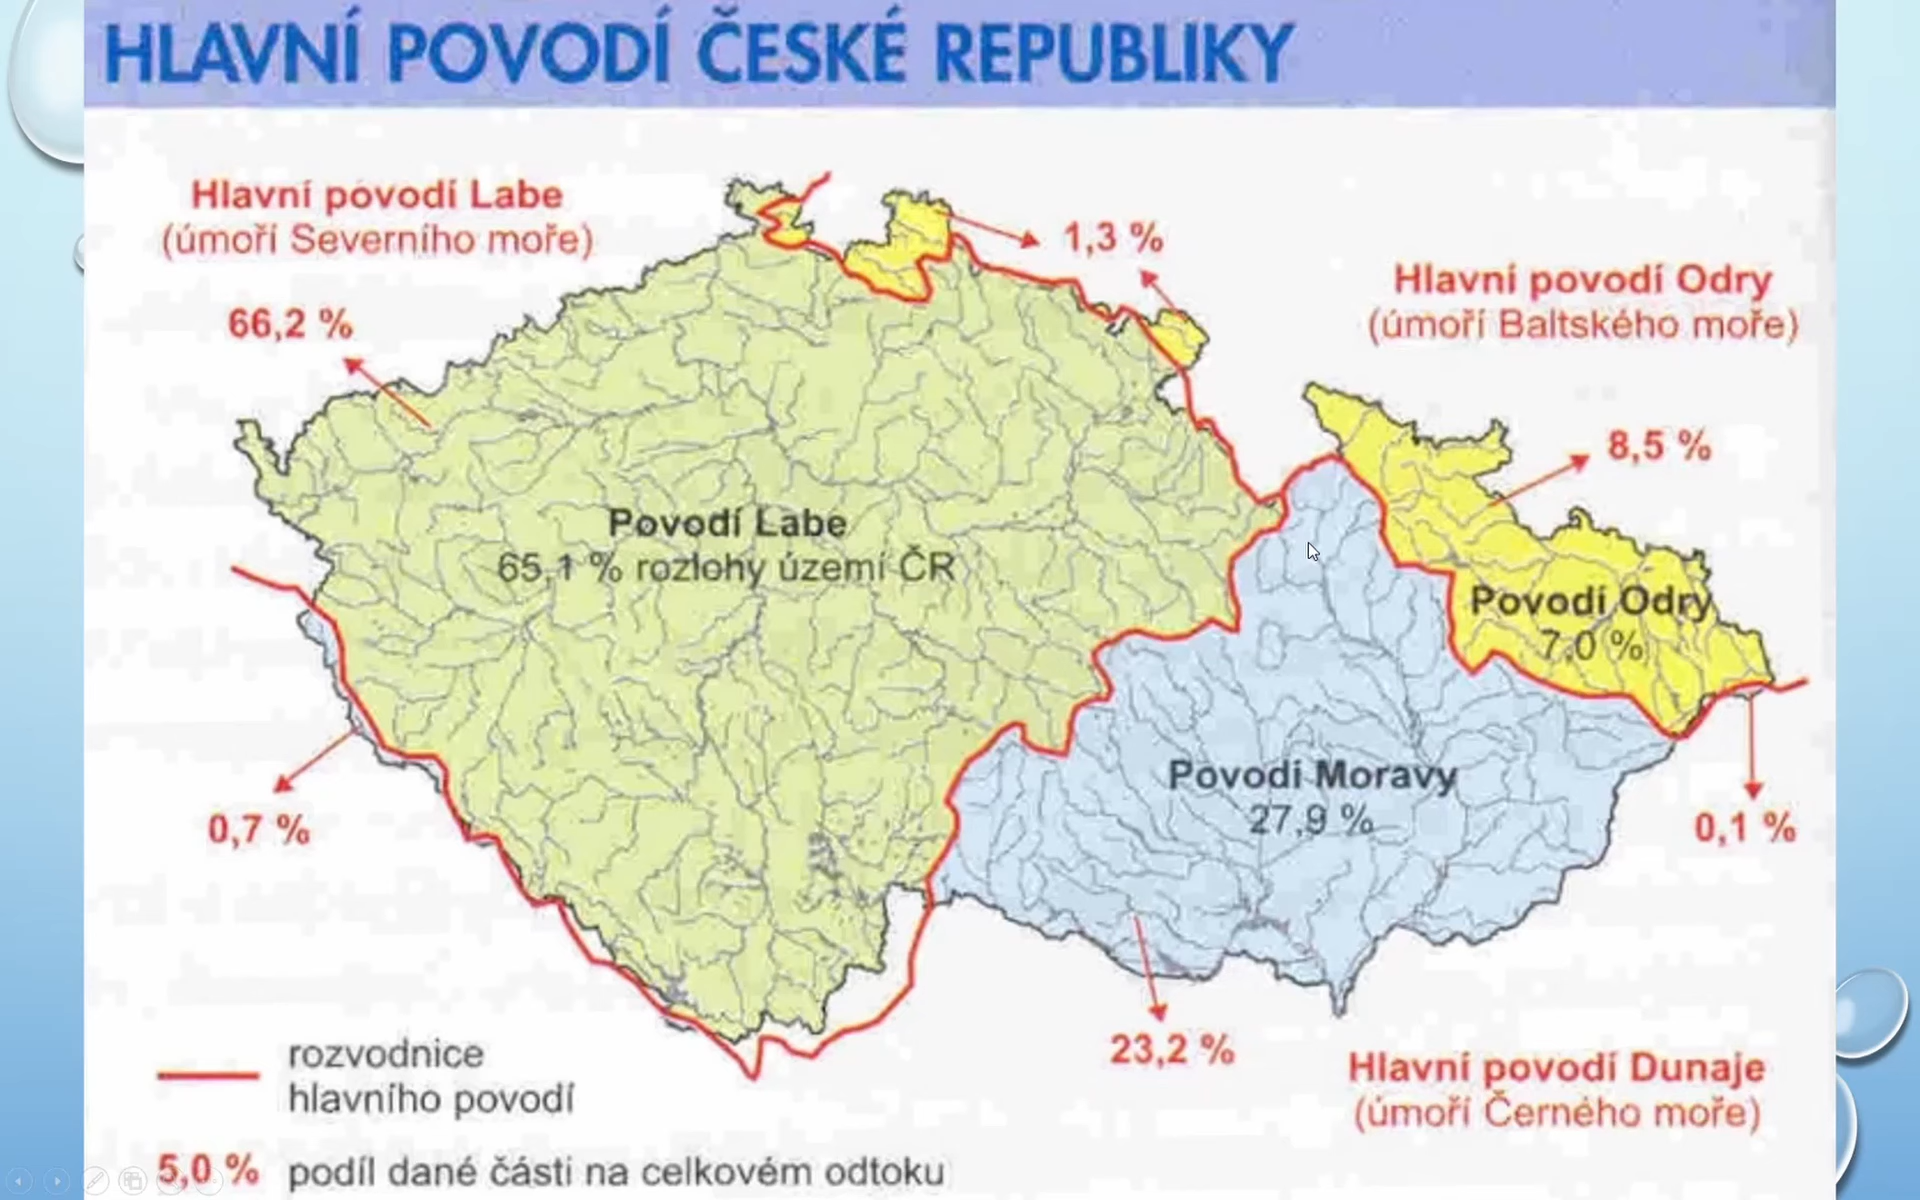 HLAVNÍ POVODÍ ČESKÉ REPUBLIKY
Hlavní povodí Labe
(úmoří Severního moře)
66,2 %
1,3 %
Hlavní povodí Odry
(úmoří Baltského moře)
8,5 %
Povodí Labe
65,1 % rozlohy území ČR
Povodí Odry
7,0 %
Povodí Moravy
27,9 %
0,7 %
0,1 %
23,2 %
Hlavní povodí Dunaje
(úmoří Černého moře)
rozvodnice
hlavního povodí
5,0 % podíl dané části na celkovém odtoku